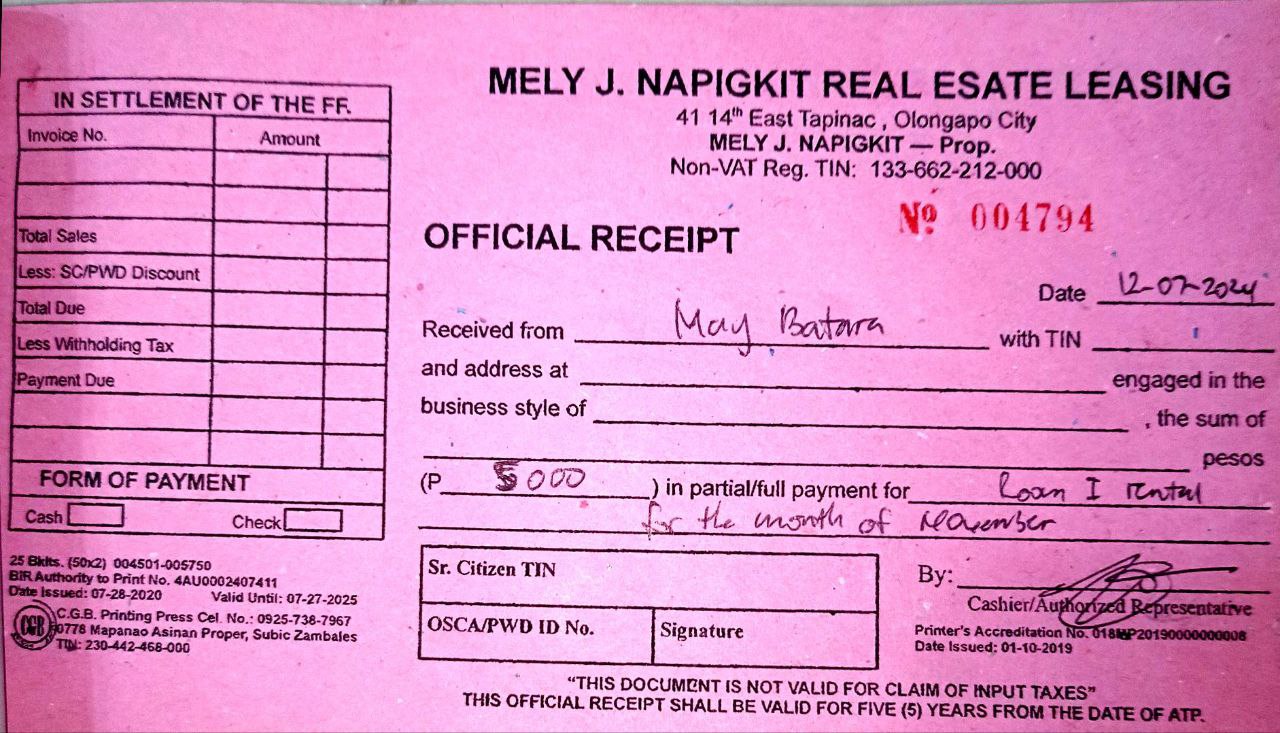 IN SETTLEMENT OF THE FF.
Invoice No. Amount
Total Sales
Less: SC/PWD Discount
Total Due
Less Withholding Tax
Payment Due
FORM OF PAYMENT
Cash Check
25 Bklts. (50x2) 004501-005750
BIR Authority to Print No. 4AU0002407411
Date Issued: 07-28-2020 Valid Until: 07-27-2025
CGB
C.G.B. Printing Press Cel. No.: 0925-738-7967
0778 Mapanao Asinan Proper, Subic Zambales
TIN: 230-442-468-000
MELY J. NAPIGKIT REAL ESATE LEASING
41 14th East Tapinac , Olongapo City
MELY J. NAPIGKIT — Prop.
Non-VAT Reg. TIN: 133-662-212-000
Nº 004794
OFFICIAL RECEIPT
Date 12-07-2024
Received from May Batara with TIN
and address at engaged in the
business style of , the sum of
pesos
(P 5000 ) in partial/full payment for Room I rental
for the month of November
Sr. Citizen TIN
OSCA/PWD ID No. Signature
By:
Cashier/Authorized Representative
Printer's Accreditation No. 018MP20190000000008
Date Issued: 01-10-2019
"THIS DOCUMENT IS NOT VALID FOR CLAIM OF INPUT TAXES"
THIS OFFICIAL RECEIPT SHALL BE VALID FOR FIVE (5) YEARS FROM THE DATE OF ATP.